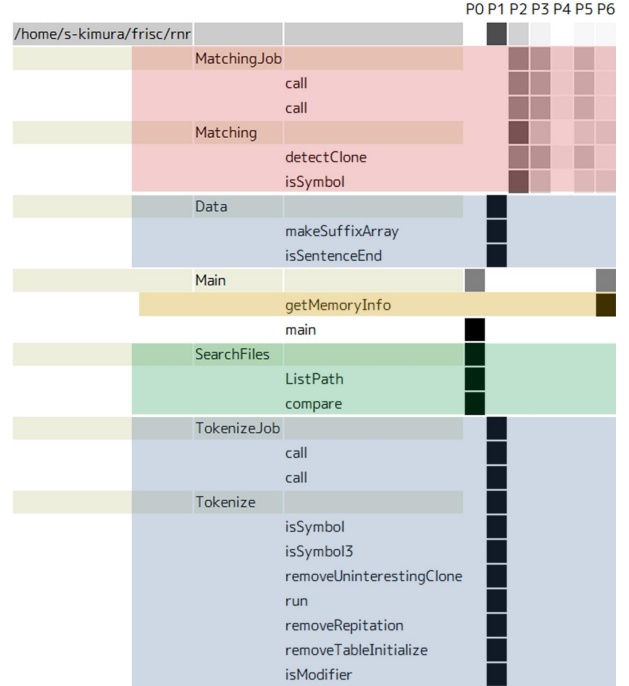 P0 P1 P2 P3 P4 P5 P6
/home/s-kimura/frisc/rnr
MatchingJob
call
call
Matching
detectClone
isSymbol
Data
makeSuffixArray
isSentenceEnd
Main
getMemoryInfo
main
SearchFiles
ListPath
compare
TokenizeJob
call
call
Tokenize
isSymbol
isSymbol3
removeUninterestingClone
run
removeRepitation
removeTableInitialize
isModifier